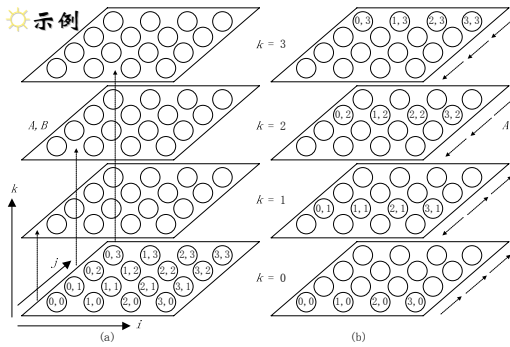 示例
0,3 1,3 2,3 3,3
k = 3
A,B
k = 2
0,2 1,2 2,2 3,2
A
k = 1
0,1 1,1 2,1 3,1
k
j
0,3 1,3 2,3 3,3
0,2 1,2 2,2 3,2
0,1 1,1 2,1 3,1
0,0 1,0 2,0 3,0
i
k = 0
0,0 1,0 2,0 3,0
(a)
(b)